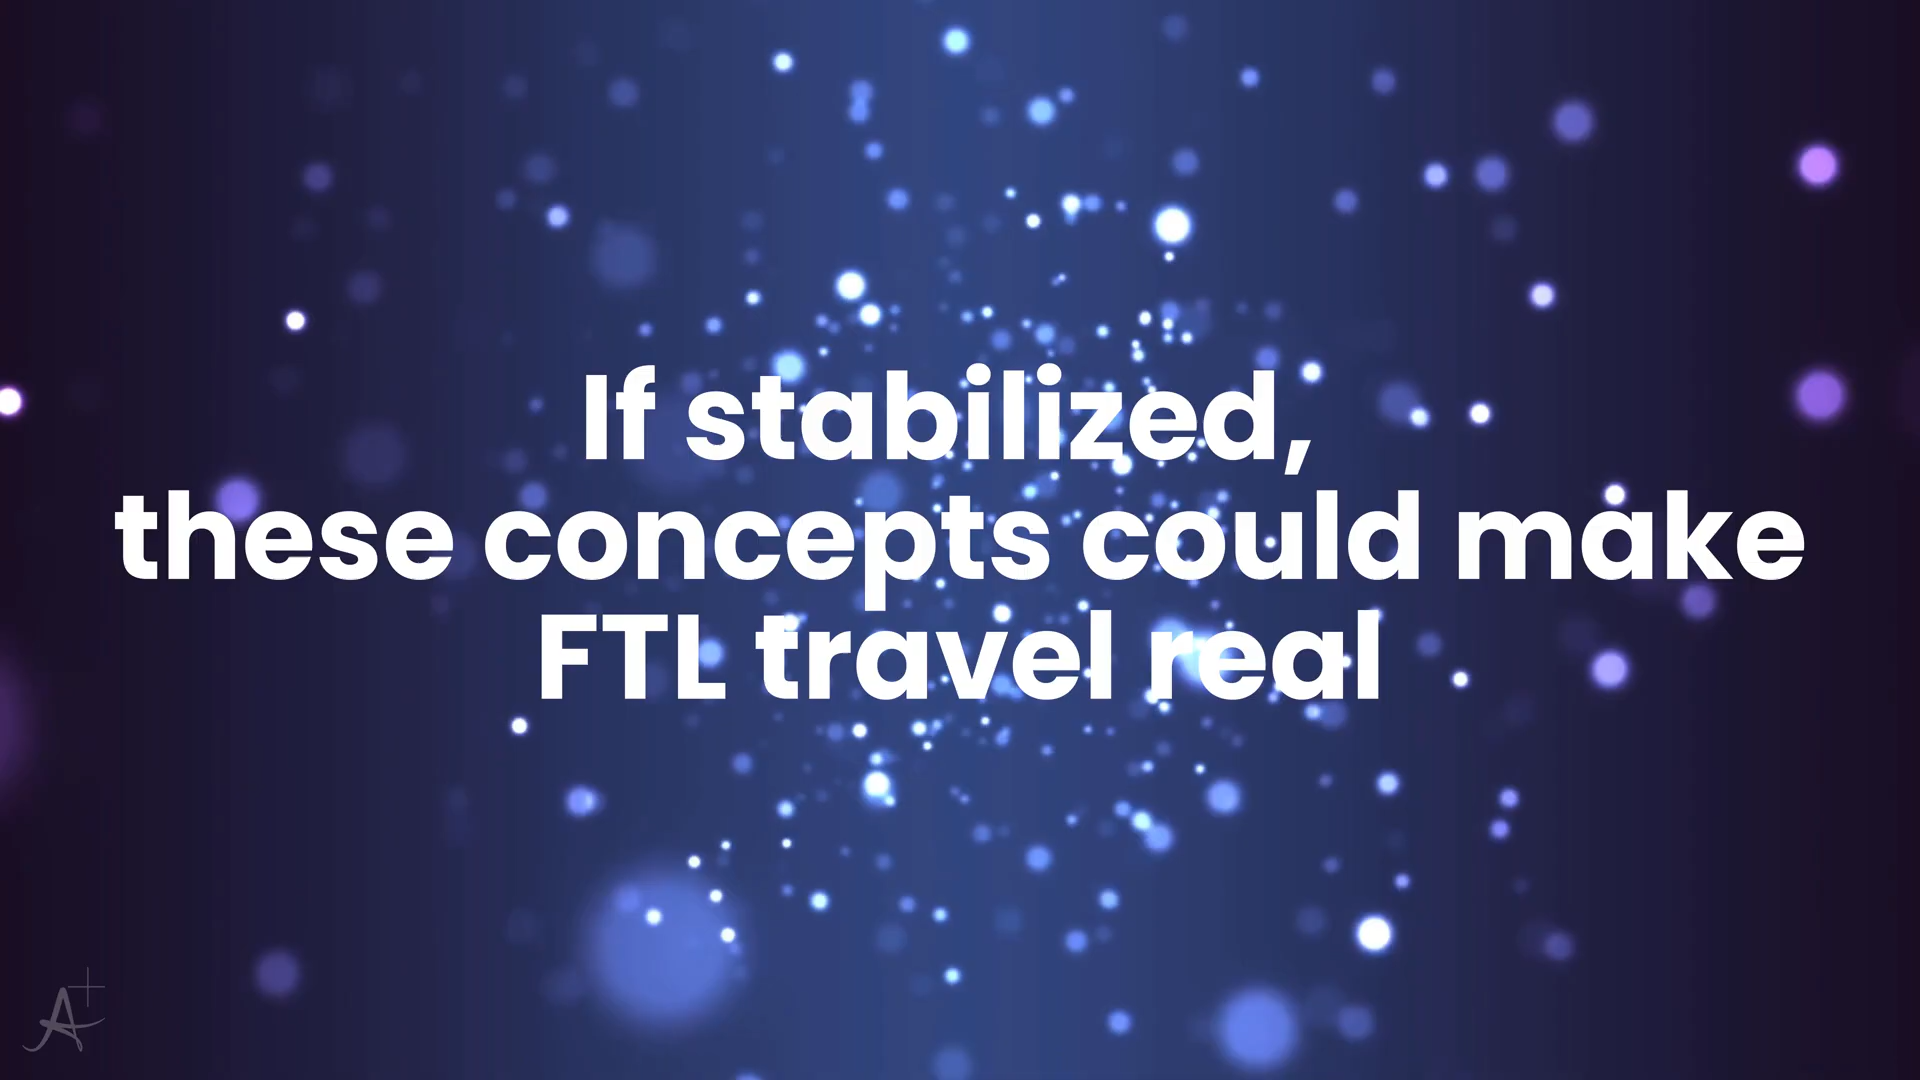 If stabilized,
these concepts could make
FTL travel real
A+